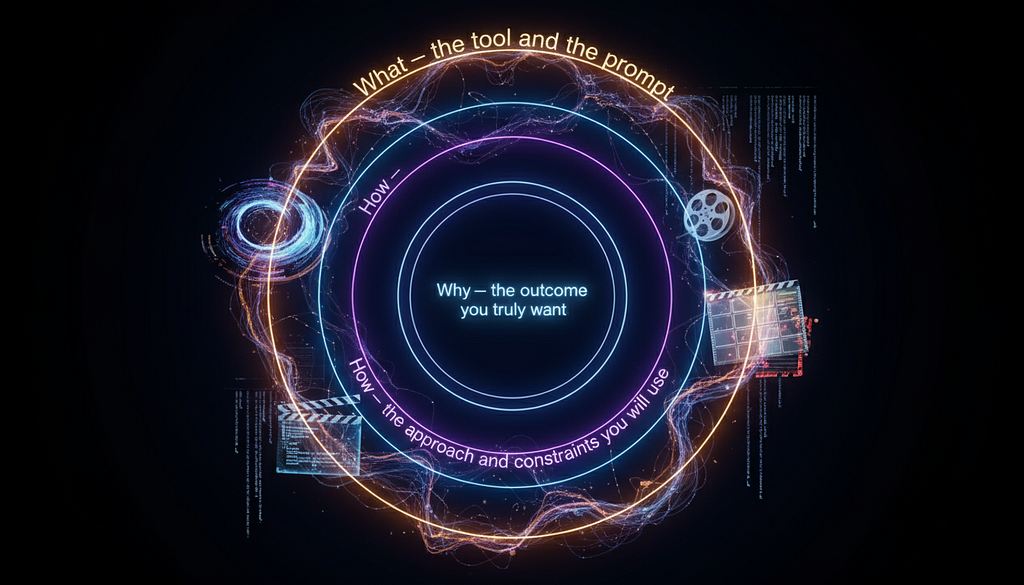 What – the tool and the prompt
How –
Why – the outcome
you truly want
How – the approach and constraints you will use